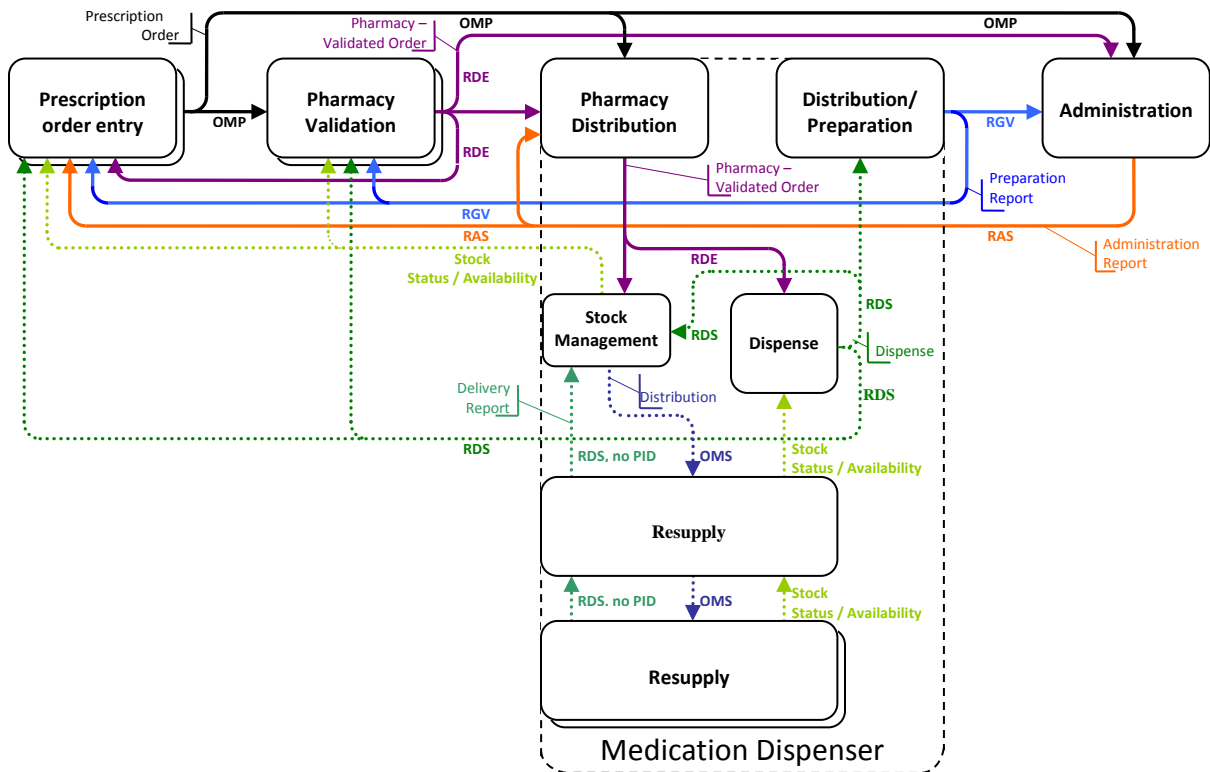 Prescription
Order
OMP
OMP
Pharmacy –
Validated Order
RDE
Prescription
order entry
OMP
Pharmacy
Validation
RDE
Pharmacy
Distribution
Distribution/
Preparation
RGV
Administration
Pharmacy –
Validated Order
Preparation
Report
RGV
RAS
RAS
Administration
Report
Stock
Status / Availability
RDE
RDS
Stock
Management
RDS
Dispense
Dispense
Delivery
Report
Distribution
RDS
RDS
RDS, no PID
OMS
Stock
Status / Availability
Resupply
RDS. no PID
OMS
Stock
Status / Availability
Resupply
Medication Dispenser